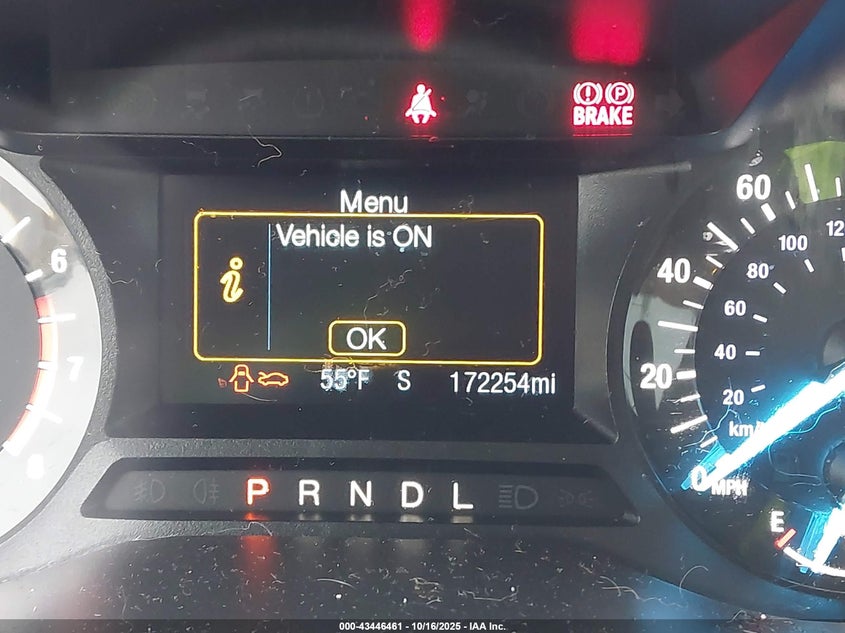 BRAKE
Menu
Vehicle is ON
i
OK
55°F S 172254mi
P R N D L
6
7
8
60
40
20
0 MPH
100
80
60
40
20
km/
E
000-43446461 - 10/16/2025 - IAA Inc.